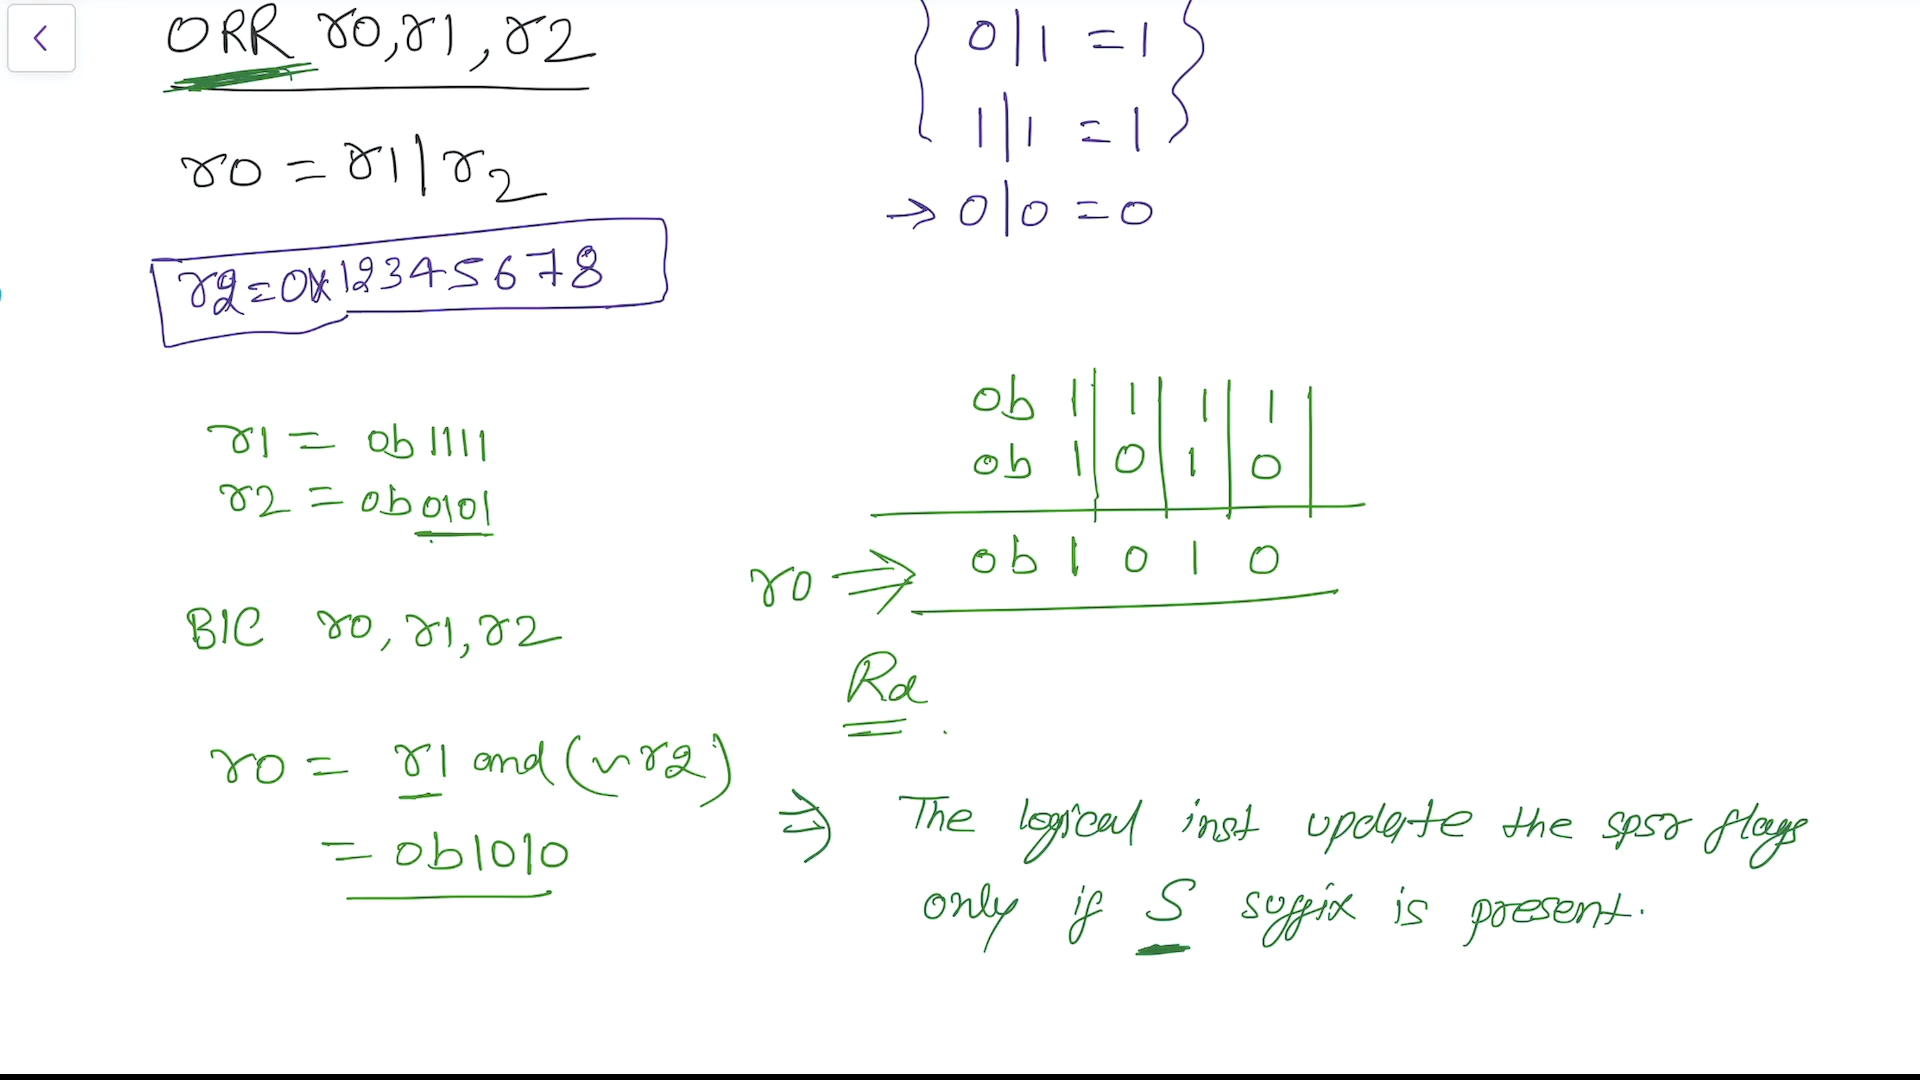 ORR r0,r1,r2
r0 = r1|r2
r2=0x12345678
0|1 = 1
1|1 = 1
→ 0|0 = 0
r1 = 0b1111
r2 = 0b0101
BIC r0,r1,r2
r0 = r1 and (~r2)
= 0b1010
0b 1 1 1 1
0b 1 0 1 0
r0 ⇒ 0b 1 0 1 0
Rd
⇒ The logical inst update the spsr flags
only if S suffix is present.